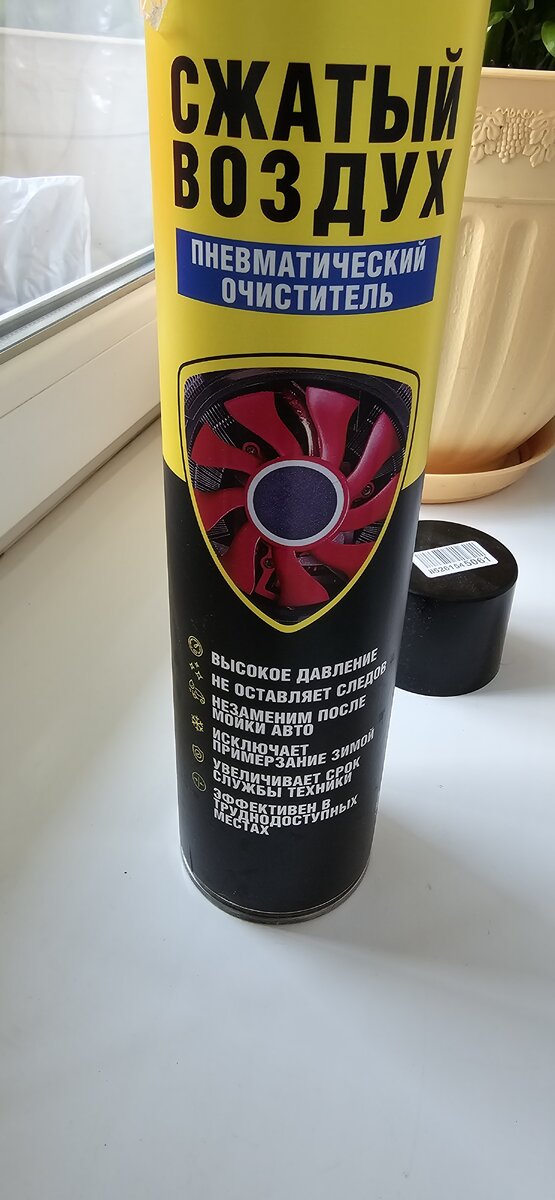 СЖАТЫЙ
ВОЗДУХ
ПНЕВМАТИЧЕСКИЙ
ОЧИСТИТЕЛЬ
ВЫСОКОЕ ДАВЛЕНИЕ
НЕ ОСТАВЛЯЕТ СЛЕДОВ
НЕЗАМЕНИМ ПОСЛЕ
МОЙКИ АВТО
ИСКЛЮЧАЕТ
ПРИМЕРЗАНИЕ ЗИМОЙ
УВЕЛИЧИВАЕТ СРОК
СЛУЖБЫ ТЕХНИКИ
ЭФФЕКТИВЕН В
ТРУДНОДОСТУПНЫХ
МЕСТАХ